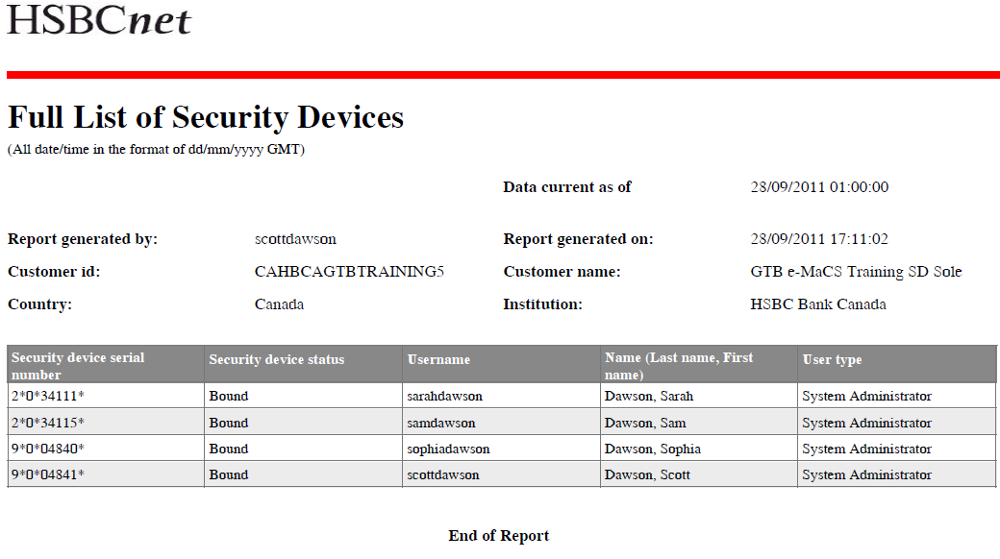 HSBCnet
Full List of Security Devices
(All date/time in the format of dd/mm/yyyy GMT)
Data current as of 28/09/2011 01:00:00
Report generated by: scottdawson Report generated on: 28/09/2011 17:11:02
Customer id: CAHBCAGTBTRAINING5 Customer name: GTB e-MaCS Training SD Sole
Country: Canada Institution: HSBC Bank Canada
Security device serial number Security device status Username Name (Last name, First name) User type
2*0*34111* Bound sarahdawson Dawson, Sarah System Administrator
2*0*34115* Bound samdawson Dawson, Sam System Administrator
9*0*04840* Bound sophiadawson Dawson, Sophia System Administrator
9*0*04841* Bound scottdawson Dawson, Scott System Administrator
End of Report